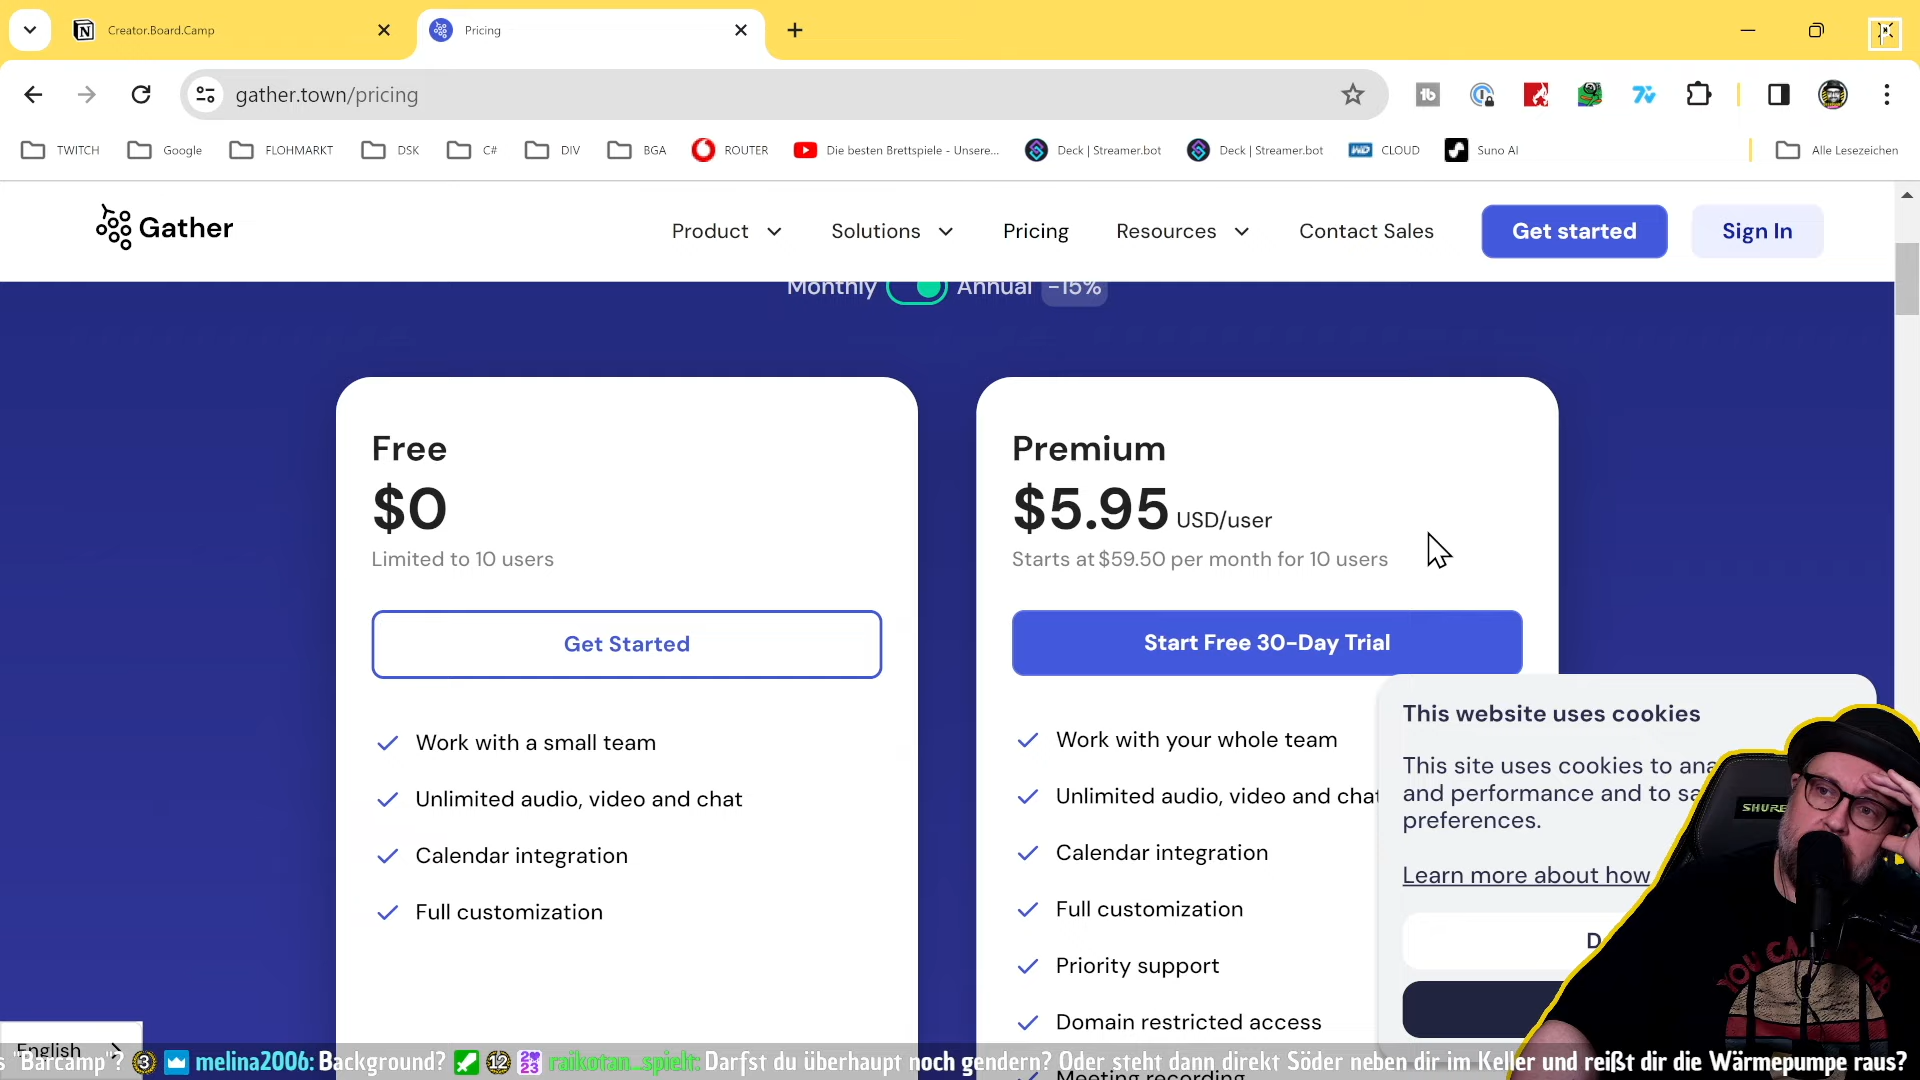 Creator.Board.Camp
Pricing
gather.town/pricing
TWITCH
Google
FLOHMARKT
DSK
C#
DIV
BGA
ROUTER
Die besten Brettspiele - Unsere...
Deck | Streamer.bot
Deck | Streamer.bot
CLOUD
Suno AI
Alle Lesezeichen
Gather
Product
Solutions
Pricing
Resources
Contact Sales
Get started
Sign In
Monthly
Annual
-15%
Free
$0
Limited to 10 users
Get Started
Work with a small team
Unlimited audio, video and chat
Calendar integration
Full customization
Premium
$5.95 USD/user
Starts at $59.50 per month for 10 users
Start Free 30-Day Trial
Work with your whole team
Unlimited audio, video and chat
Calendar integration
Full customization
Priority support
Domain restricted access
Meeting recording
This website uses cookies
This site uses cookies to
and performance and to
preferences.
Learn more about how
SHURE
English
"Barcamp"? 3 melina2006: Background? 12 23 raikotan_spielt: Darfst du überhaupt noch gendern? Oder steht dann direkt Söder neben dir im Keller und reißt dir die Wärmepumpe raus?